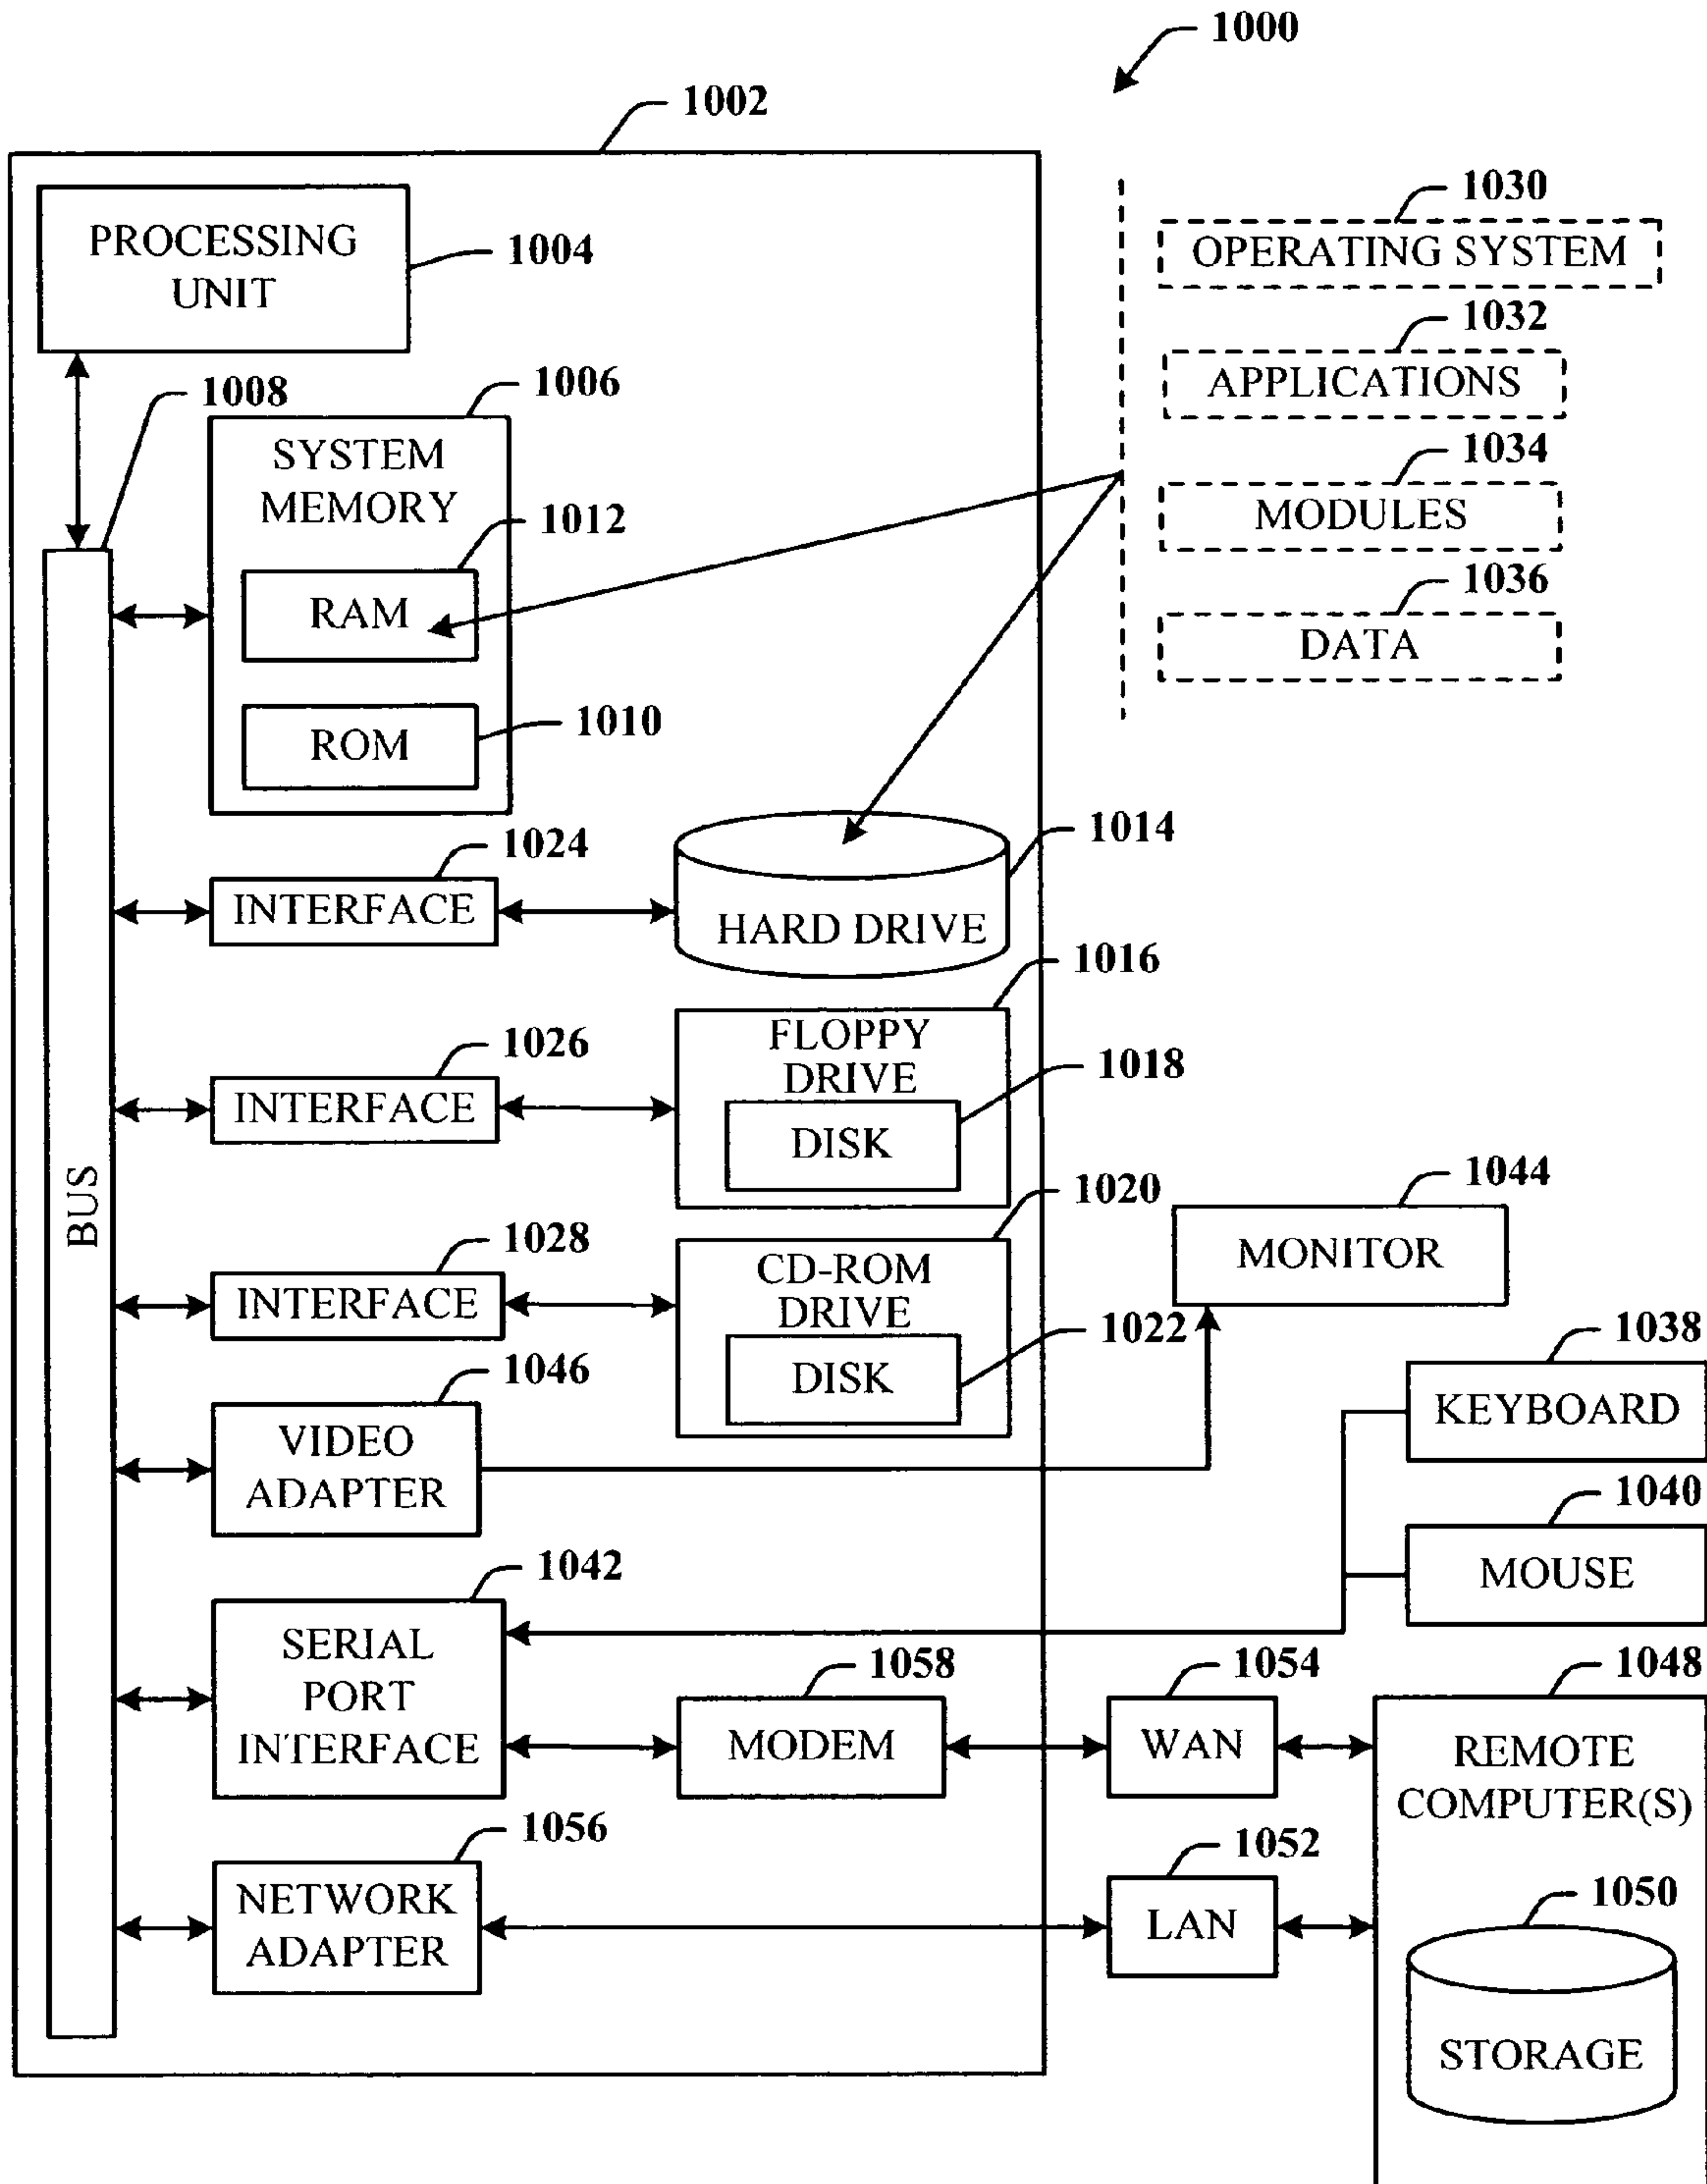 1000
1002
PROCESSING
UNIT
1004
1030
OPERATING SYSTEM
1032
APPLICATIONS
1034
MODULES
1036
DATA
1008
1006
SYSTEM
MEMORY
1012
RAM
1010
ROM
BUS
1024
INTERFACE
1014
HARD DRIVE
1026
INTERFACE
1016
FLOPPY
DRIVE
1018
DISK
1028
INTERFACE
1020
CD-ROM
DRIVE
1022
DISK
1044
MONITOR
1046
VIDEO
ADAPTER
1038
KEYBOARD
1040
MOUSE
1042
SERIAL
PORT
INTERFACE
1058
MODEM
1054
WAN
1048
REMOTE
COMPUTER(S)
1056
NETWORK
ADAPTER
1052
LAN
1050
STORAGE